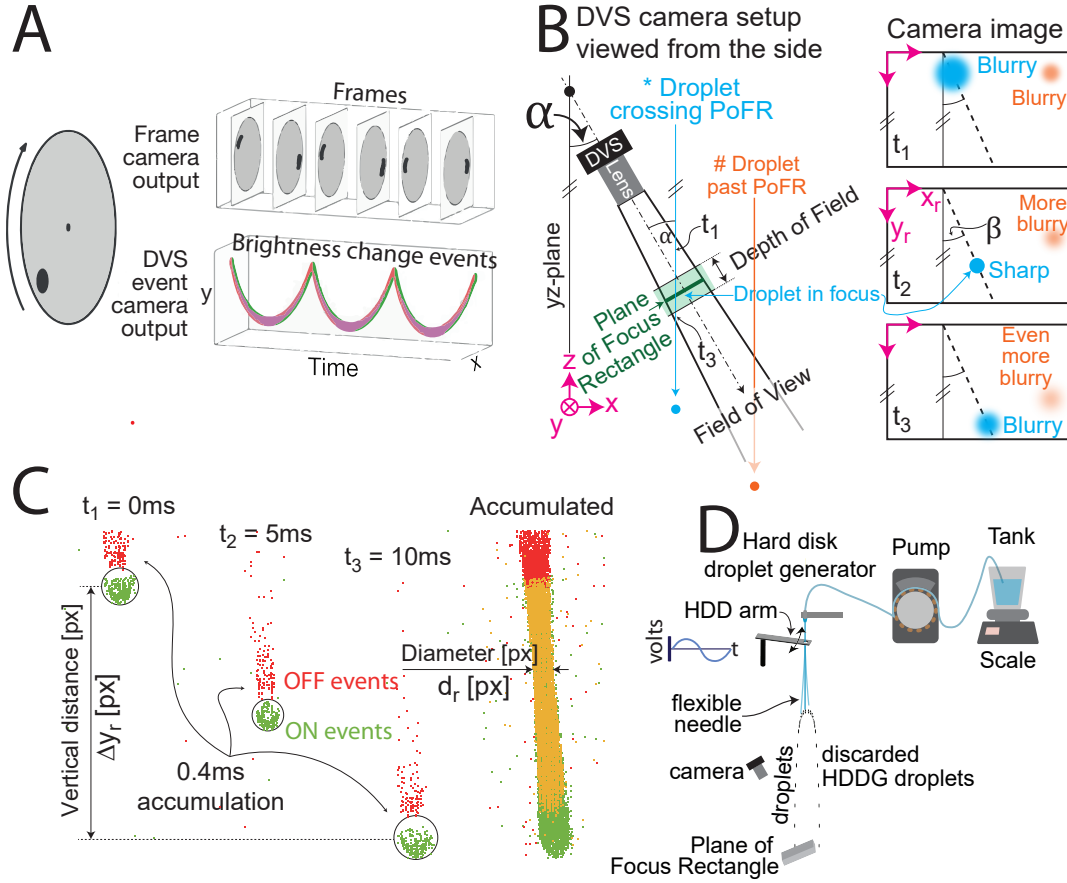 A
Frames
Frame
camera
output
Brightness change events
DVS
event
camera
output
y
Time
x
B
DVS camera setup
viewed from the side
α
DVS
Lens
* Droplet
crossing PoFR
# Droplet
past PoFR
yz-plane
α
t1
Depth of Field
Droplet in focus
Plane
of Focus
Rectangle
t3
Field of View
z
x
y
Camera image
Blurry
Blurry
t1
xr
yr
More
blurry
β
Sharp
t2
Even
more
blurry
Blurry
t3
C
t1 = 0ms
t2 = 5ms
t3 = 10ms
Accumulated
Vertical distance [px]
Δyr [px]
OFF events
ON events
0.4ms
accumulation
Diameter [px]
dr [px]
D
Hard disk
droplet generator
Pump
Tank
HDD arm
volts
t
Scale
flexible
needle
camera
droplets
discarded
HDDG droplets
Plane of
Focus Rectangle